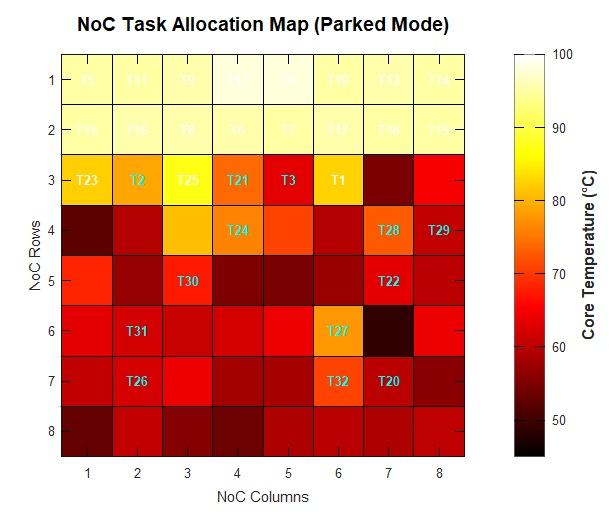 NoC Task Allocation Map (Parked Mode)
1 T5 T11 T9 T10 T13 T14
2 T15 T16 T8 T6 T7 T17 T18 T19
3 T23 T2 T25 T21 T3 T1
4 T24 T28 T29
5 T30 T22
6 T31 T27
7 T26 T32 T20
8
1 2 3 4 5 6 7 8
NoC Columns
NoC Rows
100
90
80
70
60
50
Core Temperature (°C)